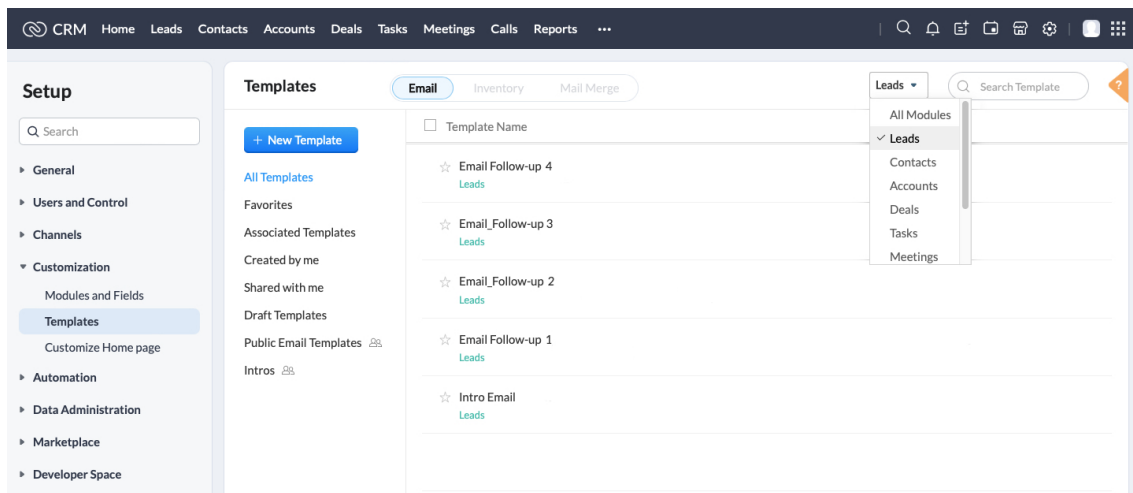 CRM Home Leads Contacts Accounts Deals Tasks Meetings Calls Reports •••
Setup
Search
General
Users and Control
Channels
Customization
Modules and Fields
Templates
Customize Home page
Automation
Data Administration
Marketplace
Developer Space
Templates
Email Inventory Mail Merge
Leads
Search Template
?
+ New Template
All Templates
Favorites
Associated Templates
Created by me
Shared with me
Draft Templates
Public Email Templates
Intros
Template Name
Email Follow-up 4
Leads
Email_Follow-up 3
Leads
Email_Follow-up 2
Leads
Email Follow-up 1
Leads
Intro Email
Leads
All Modules
Leads
Contacts
Accounts
Deals
Tasks
Meetings